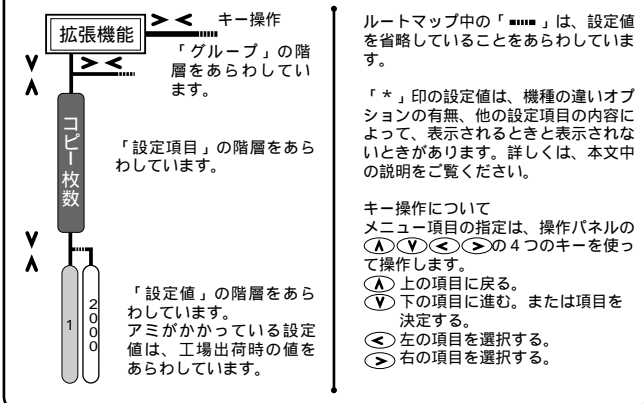 拡張機能
キー操作
「グループ」の階
層をあらわしてい
ます。
コピー枚数
「設定項目」の階層をあら
わしています。
1
2000
「設定値」の階層をあら
わしています。
アミがかかっている設定
値は、工場出荷時の値を
あらわしています。
ルートマップ中の「 」は、設定値
を省略していることをあらわしていま
す。
「*」印の設定値は、機種の違いオプ
ションの有無、他の設定項目の内容に
よって、表示されるときと表示されな
いときがあります。詳しくは、本文中
の説明をご覧ください。
キー操作について
メニュー項目の指定は、操作パネルの
∧ ∨ < > の4つのキーを使っ
て操作します。
∧ 上の項目に戻る。
∨ 下の項目に進む。または項目を
決定する。
< 左の項目を選択する。
> 右の項目を選択する。